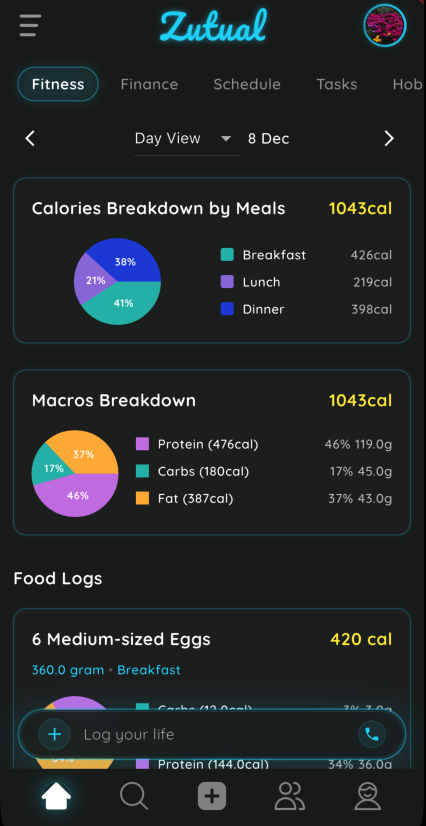 Zutual
Fitness Finance Schedule Tasks Hob
Day View 8 Dec
Calories Breakdown by Meals 1043cal
38%
21%
41%
Breakfast 426cal
Lunch 219cal
Dinner 398cal
Macros Breakdown 1043cal
37%
17%
46%
Protein (476cal) 46% 119.0g
Carbs (180cal) 17% 45.0g
Fat (387cal) 37% 43.0g
Food Logs
6 Medium-sized Eggs 420 cal
360.0 gram • Breakfast
Carbs (12.0cal) 3% 3.0g
Log your life
Protein (144.0cal) 34% 36.0g